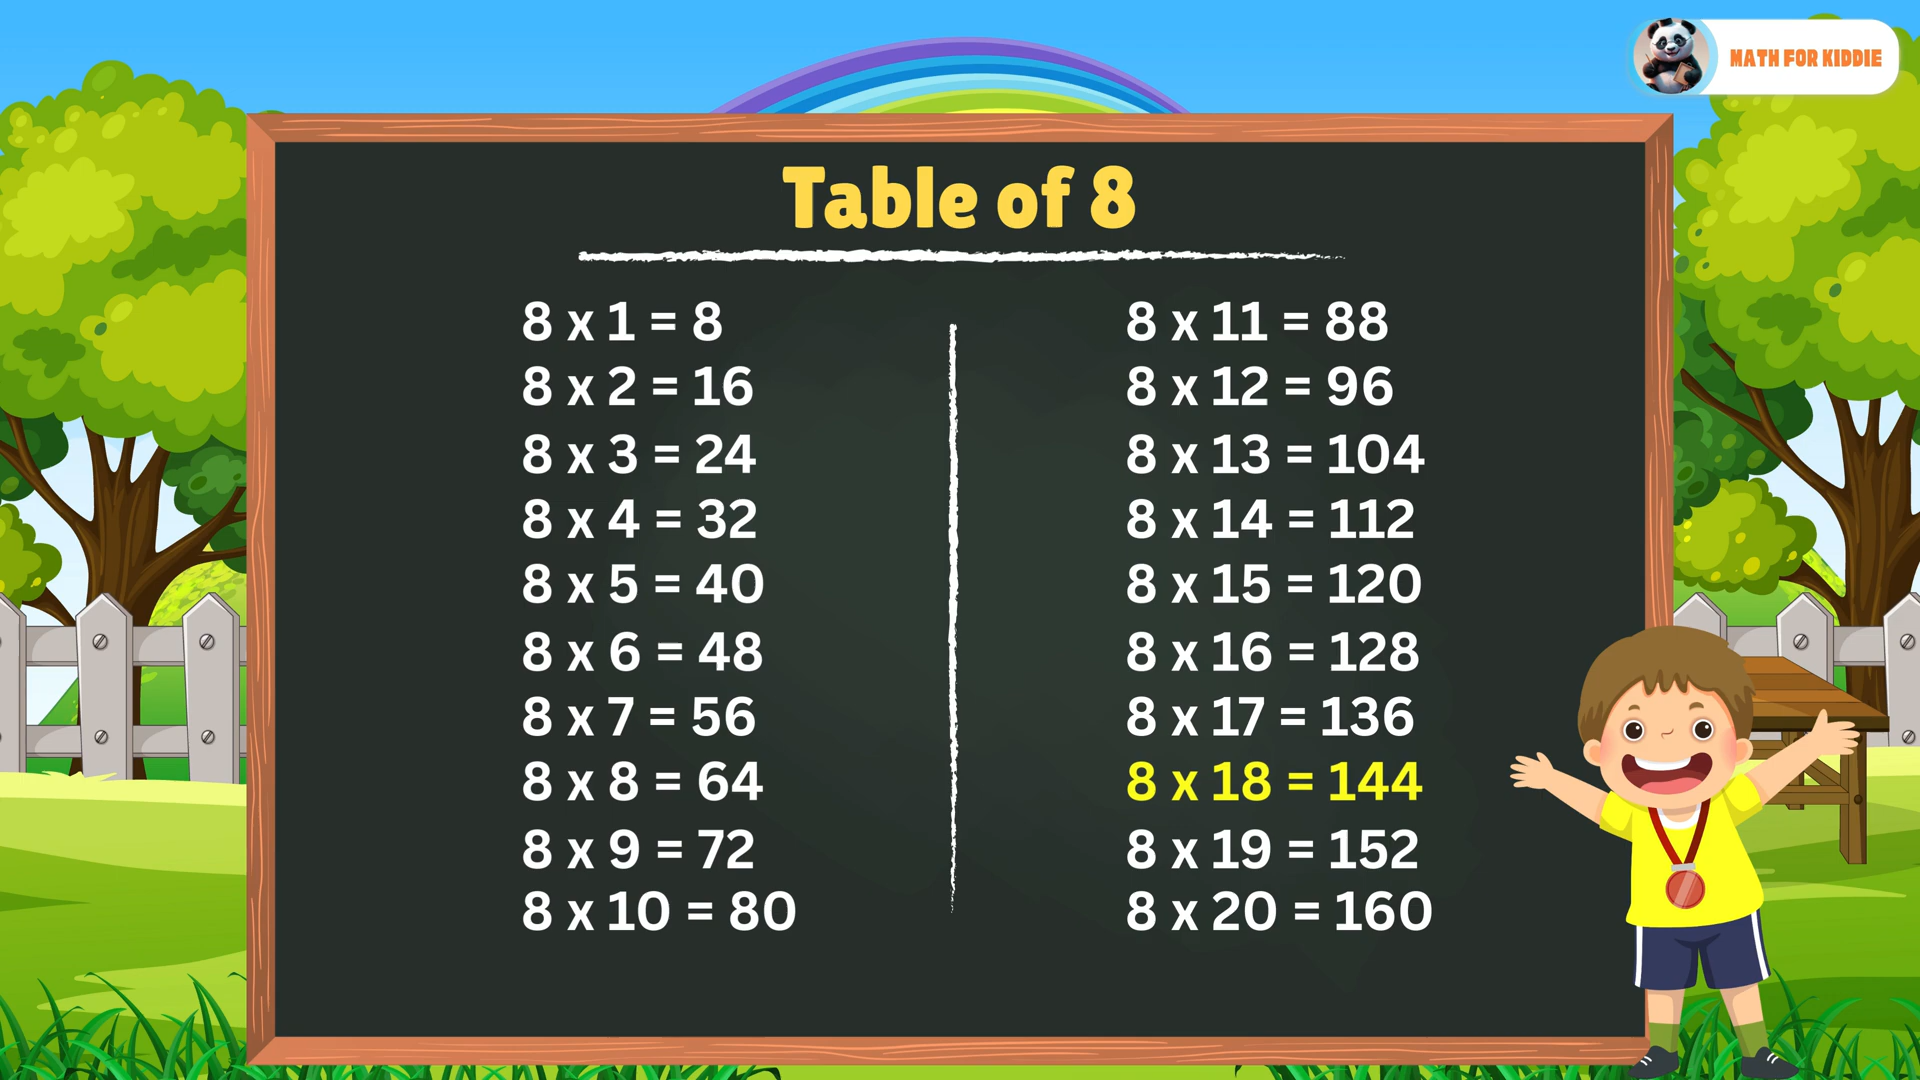 MATH FOR KIDDIE
Table of 8
8 x 1 = 8
8 x 2 = 16
8 x 3 = 24
8 x 4 = 32
8 x 5 = 40
8 x 6 = 48
8 x 7 = 56
8 x 8 = 64
8 x 9 = 72
8 x 10 = 80
8 x 11 = 88
8 x 12 = 96
8 x 13 = 104
8 x 14 = 112
8 x 15 = 120
8 x 16 = 128
8 x 17 = 136
8 x 18 = 144
8 x 19 = 152
8 x 20 = 160